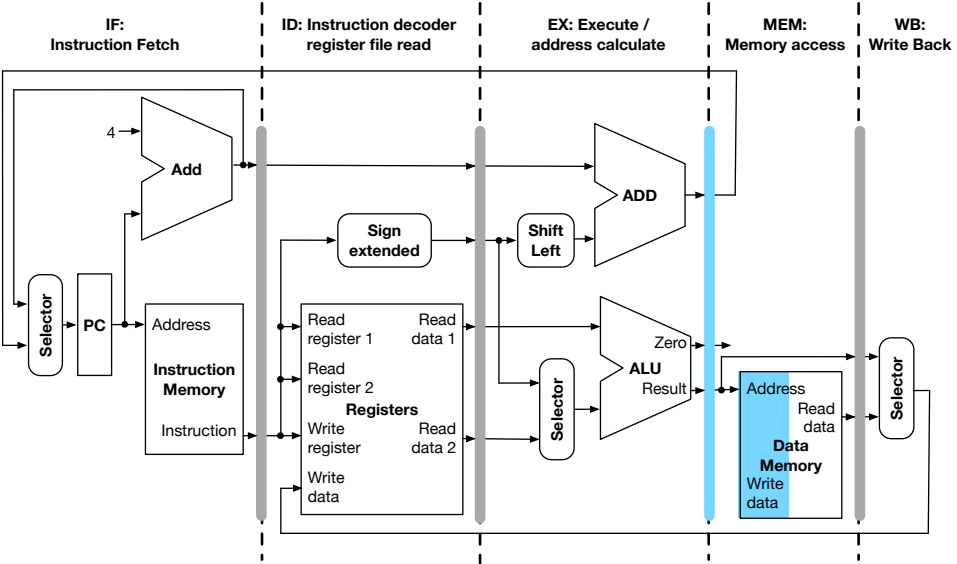 IF:
Instruction Fetch
ID: Instruction decoder
register file read
EX: Execute /
address calculate
MEM:
Memory access
WB:
Write Back
4
Add
ADD
Sign
extended
Shift
Left
Selector
PC
Address
Instruction
Memory
Instruction
Read
register 1
Read
data 1
Read
register 2
Registers
Write
register
Read
data 2
Write
data
Selector
Zero
ALU
Result
Address
Read
data
Data
Memory
Write
data
Selector